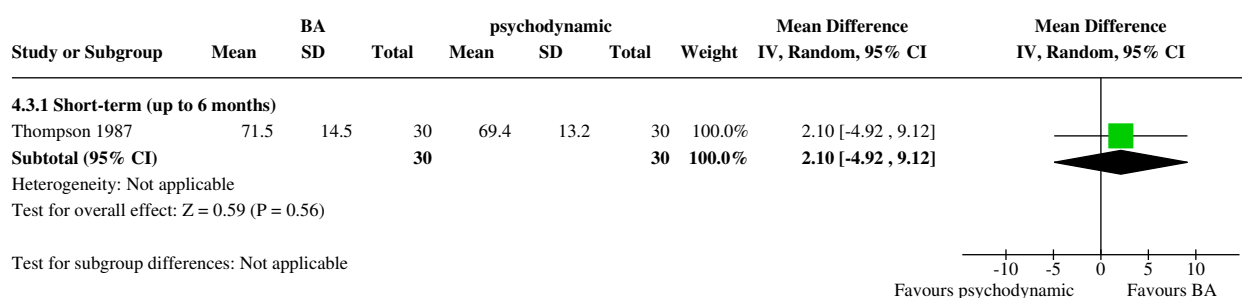 BA psychodynamic Mean Difference Mean Difference
Study or Subgroup Mean SD Total Mean SD Total Weight IV, Random, 95% CI IV, Random, 95% CI
4.3.1 Short-term (up to 6 months)
Thompson 1987 71.5 14.5 30 69.4 13.2 30 100.0% 2.10 [-4.92 , 9.12]
Subtotal (95% CI) 30 30 100.0% 2.10 [-4.92 , 9.12]
Heterogeneity: Not applicable
Test for overall effect: Z = 0.59 (P = 0.56)
Test for subgroup differences: Not applicable
-10 -5 0 5 10
Favours psychodynamic Favours BA